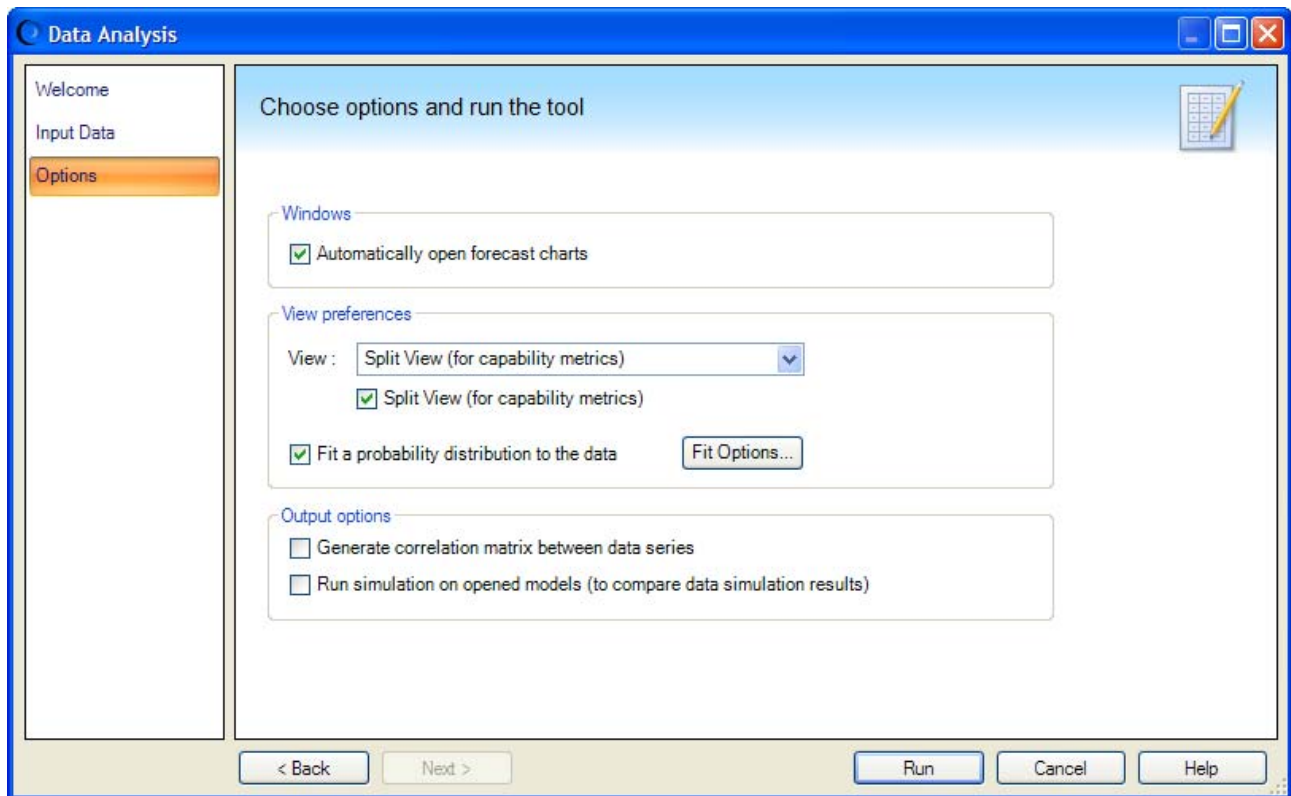 Data Analysis
Welcome
Input Data
Options
Choose options and run the tool
Windows
Automatically open forecast charts
View preferences
View : Split View (for capability metrics)
Split View (for capability metrics)
Fit a probability distribution to the data Fit Options...
Output options
Generate correlation matrix between data series
Run simulation on opened models (to compare data simulation results)
< Back Next > Run Cancel Help